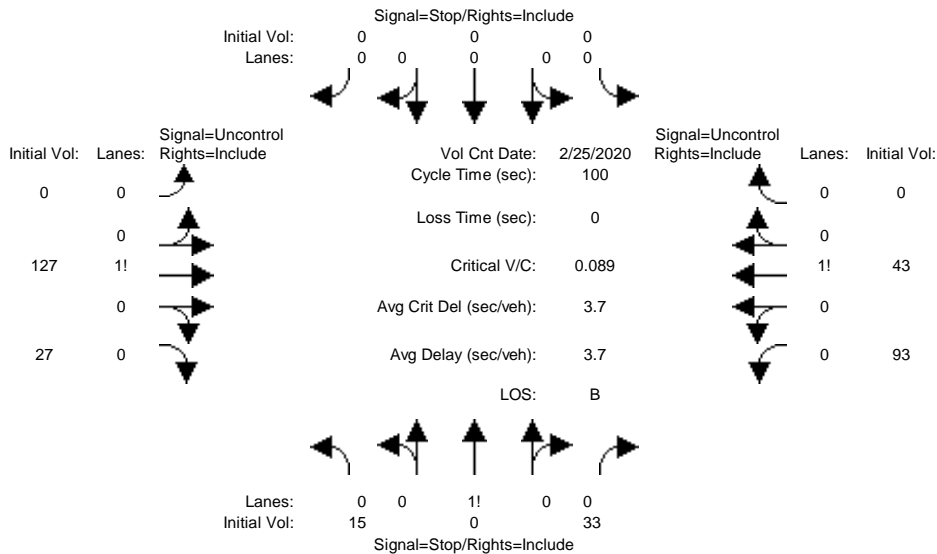 Signal=Stop/Rights=Include
Initial Vol: 0 0 0
Lanes: 0 0 0 0 0
Signal=Uncontrol Signal=Uncontrol
Initial Vol: Lanes: Rights=Include Vol Cnt Date: 2/25/2020 Rights=Include Lanes: Initial Vol:
Cycle Time (sec): 100
0 0 0 0
Loss Time (sec): 0
0 0
127 1! Critical V/C: 0.089 1! 43
0 Avg Crit Del (sec/veh): 3.7 0
27 0 Avg Delay (sec/veh): 3.7 0 93
LOS: B
Lanes: 0 0 1! 0 0
Initial Vol: 15 0 33
Signal=Stop/Rights=Include